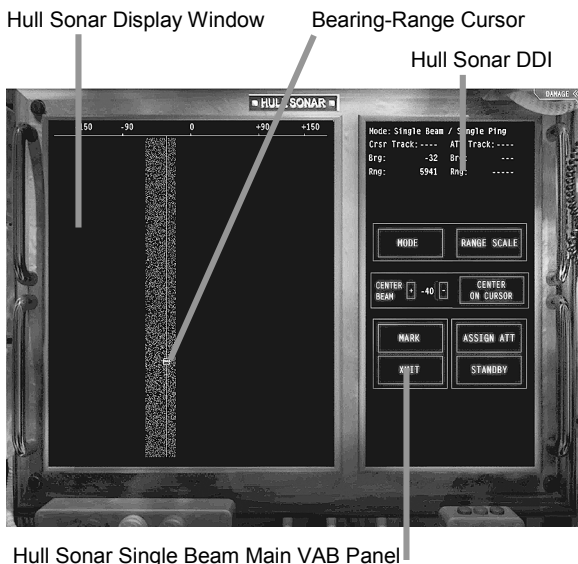 Hull Sonar Display Window
Bearing-Range Cursor
Hull Sonar DDI
DAMAGE
HULL SONAR
-150 -90 0 +90 +150
Mode: Single Beam / Single Ping
Crsr Track:---- ATT Track:----
Brg: -32 Brg: ---
Rng: 5941 Rng: -----
MODE
RANGE SCALE
CENTER BEAM + -40 -
CENTER ON CURSOR
MARK
ASSIGN ATT
XMIT
STANDBY
Hull Sonar Single Beam Main VAB Panel